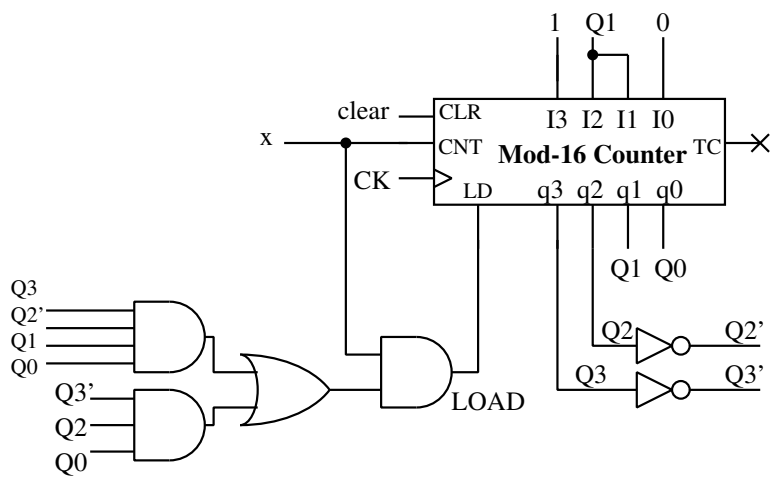 1 Q1 0
clear CLR I3 I2 I1 I0
x CNT Mod-16 Counter TC
CK LD q3 q2 q1 q0
Q1 Q0
Q3
Q2'
Q1
Q0
Q2 Q2'
Q3 Q3'
Q3'
Q2
Q0
LOAD